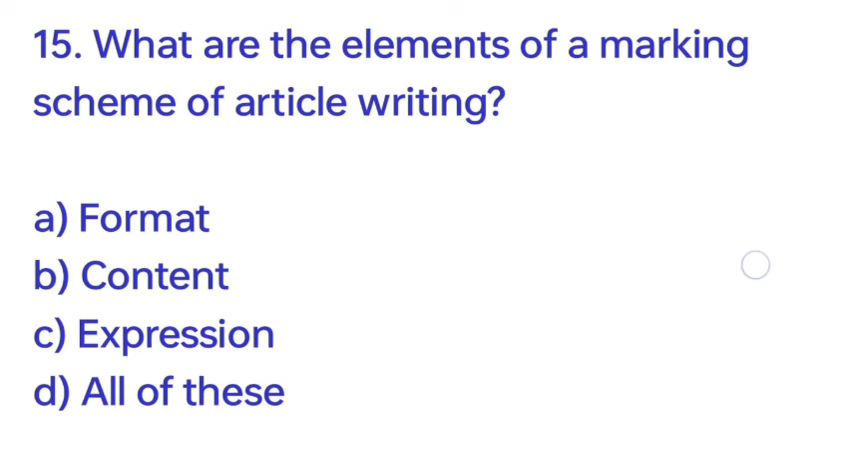 15. What are the elements of a marking
scheme of article writing?
a) Format
b) Content
c) Expression
d) All of these